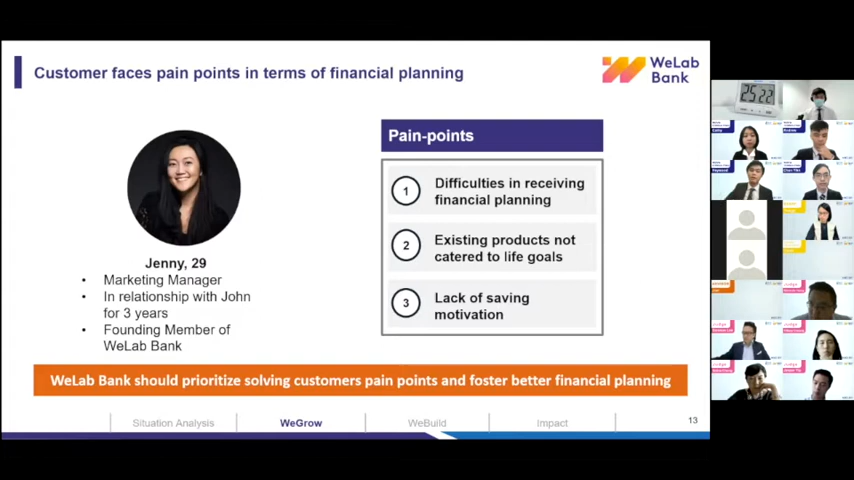 Customer faces pain points in terms of financial planning
WeLab
Bank
Pain-points
1
Difficulties in receiving
financial planning
2
Existing products not
catered to life goals
3
Lack of saving
motivation
Jenny, 29
• Marketing Manager
• In relationship with John
for 3 years
• Founding Member of
WeLab Bank
WeLab Bank should prioritize solving customers pain points and foster better financial planning
Situation Analysis
WeGrow
WeBuild
Impact
13
25 22